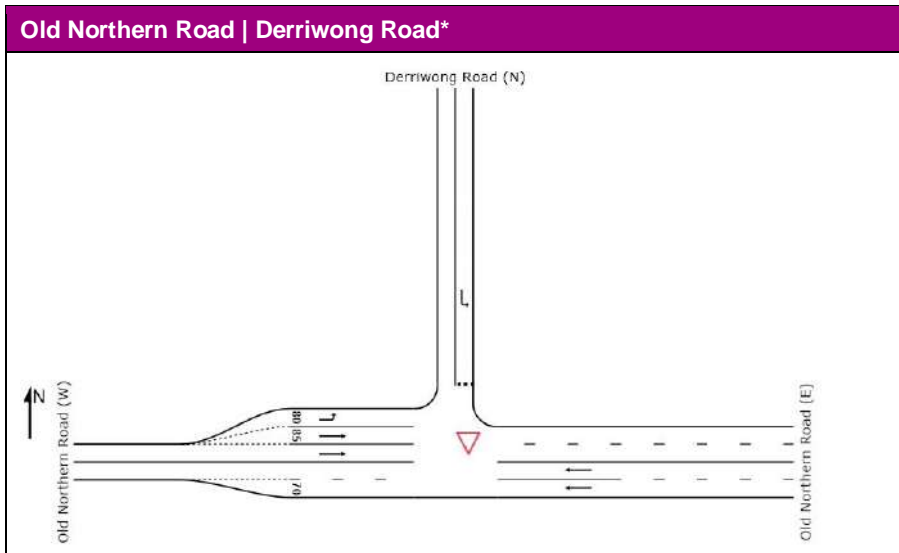 Old Northern Road | Derriwong Road*
Derriwong Road (N)
N
Old Northern Road (W)
80
85
70
Old Northern Road (E)